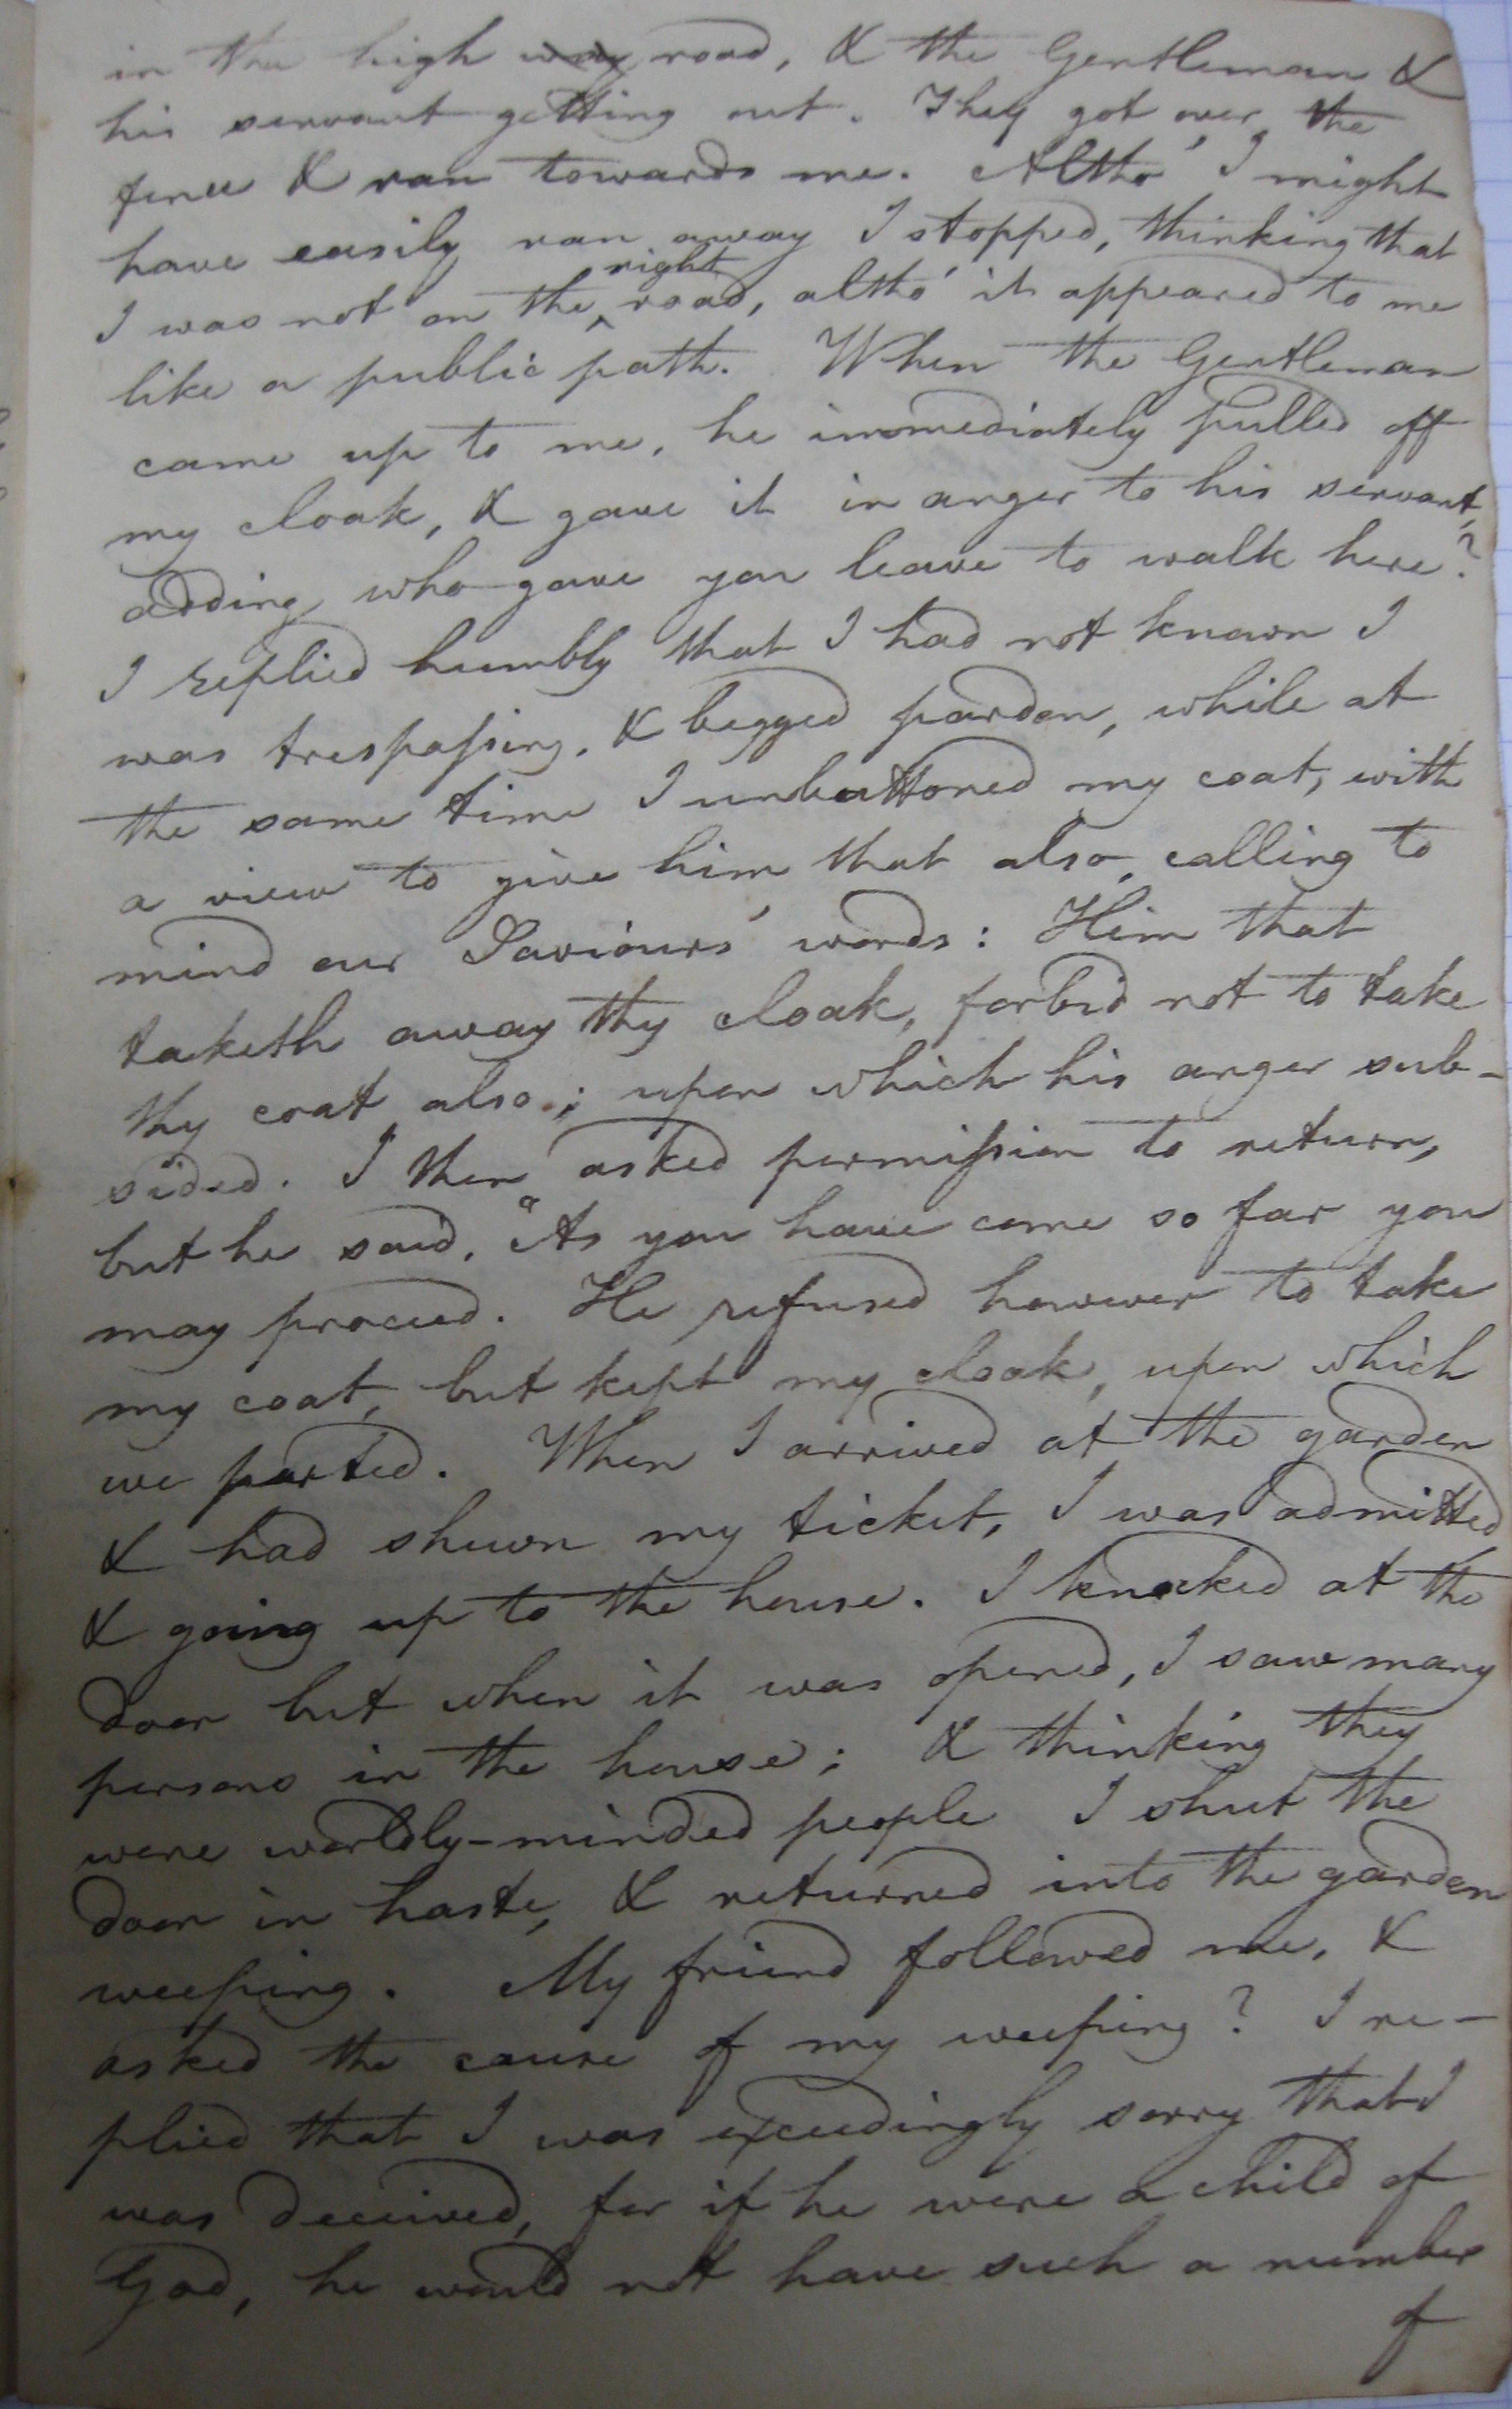 in the high way road, & the Gentleman &
his servant getting out. They got over the
fence & ran towards me. Altho' I might
have easily ran away I stopped, thinking that
right
I was not on the ^ road, altho' it appeared to me
like a public path. When the Gentleman
came up to me, he immediately pulled off
my cloak, & gave it in anger to his servant,
adding, who gave you leave to walk here?
I replied humbly that I had not known I
was trespaſsing, & begged pardon, while at
the same time I unbuttoned my coat, with
a view to give him that also, calling to
mind our Saviours' words: Him that
taketh away thy cloak, forbid not to take
thy coat also; upon which his anger sub-
sided. I then asked permiſsion to return,
but he said, "As you have come so far you
may proceed. He refused however to take
my coat, but kept my cloak, upon which
we parted. When I arrived at the garden
& had shewn my ticket, I was admitted
& going up to the house. I knocked at the
door but when it was opened, I saw many
persons in the house; & thinking they
were worldly-minded people I shut the
door in haste, & returned into the garden
weeping. My friend followed me, &
asked the cause of my weeping? I re-
plied that I was exceedingly sorry that I
was deceived, for if he were a child of
God, he would not have such a number
of